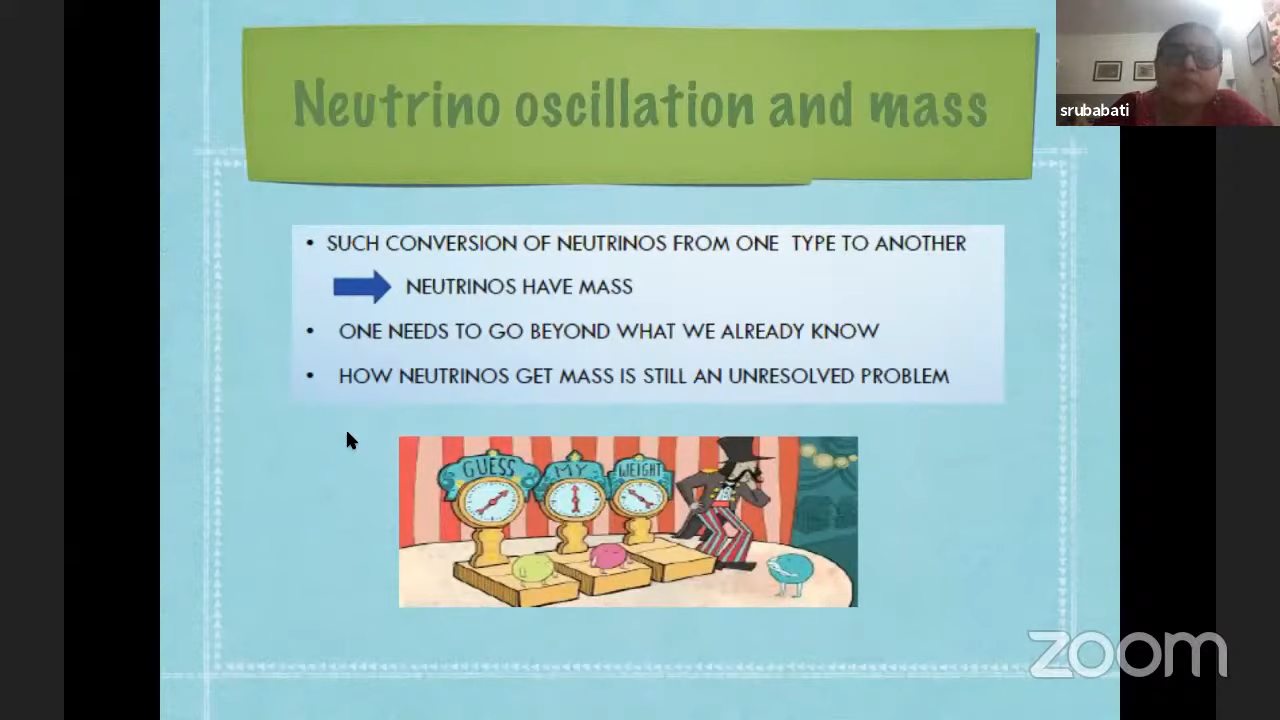 Neutrino oscillation and mass
srubabati
• SUCH CONVERSION OF NEUTRINOS FROM ONE TYPE TO ANOTHER
NEUTRINOS HAVE MASS
• ONE NEEDS TO GO BEYOND WHAT WE ALREADY KNOW
• HOW NEUTRINOS GET MASS IS STILL AN UNRESOLVED PROBLEM
GUESS MY WEIGHT
zoom